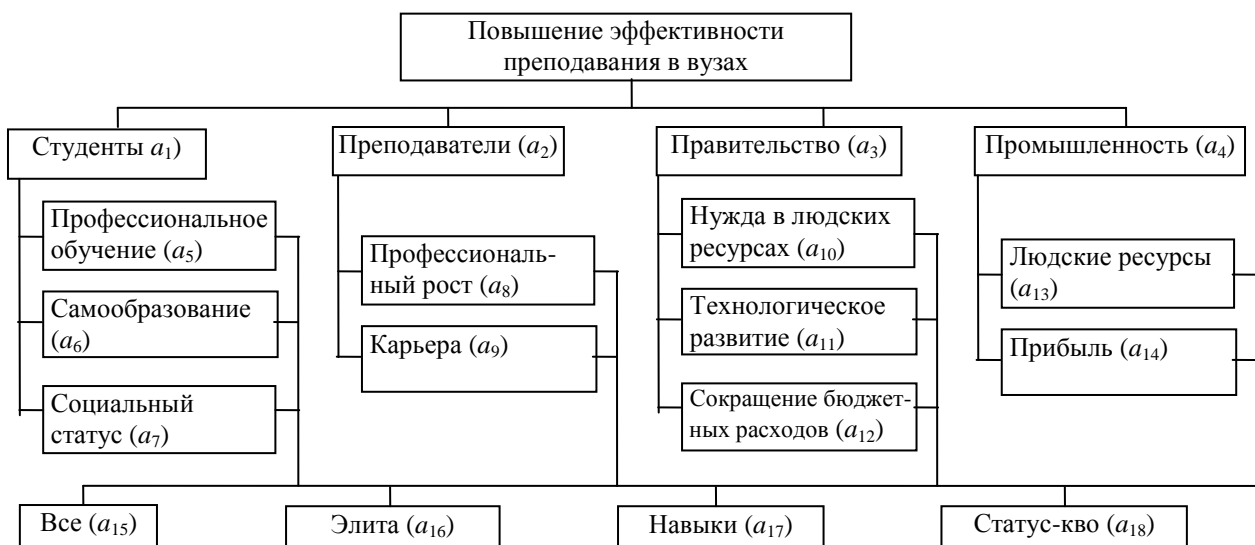 Повышение эффективности
преподавания в вузах
Студенты a1)
Преподаватели (a2)
Правительство (a3)
Промышленность (a4)
Профессиональное
обучение (a5)
Самообразование
(a6)
Социальный
статус (a7)
Профессиональ-
ный рост (a8)
Карьера (a9)
Нужда в людских
ресурсах (a10)
Технологическое
развитие (a11)
Сокращение бюджет-
ных расходов (a12)
Людские ресурсы
(a13)
Прибыль (a14)
Все (a15)
Элита (a16)
Навыки (a17)
Статус-кво (a18)